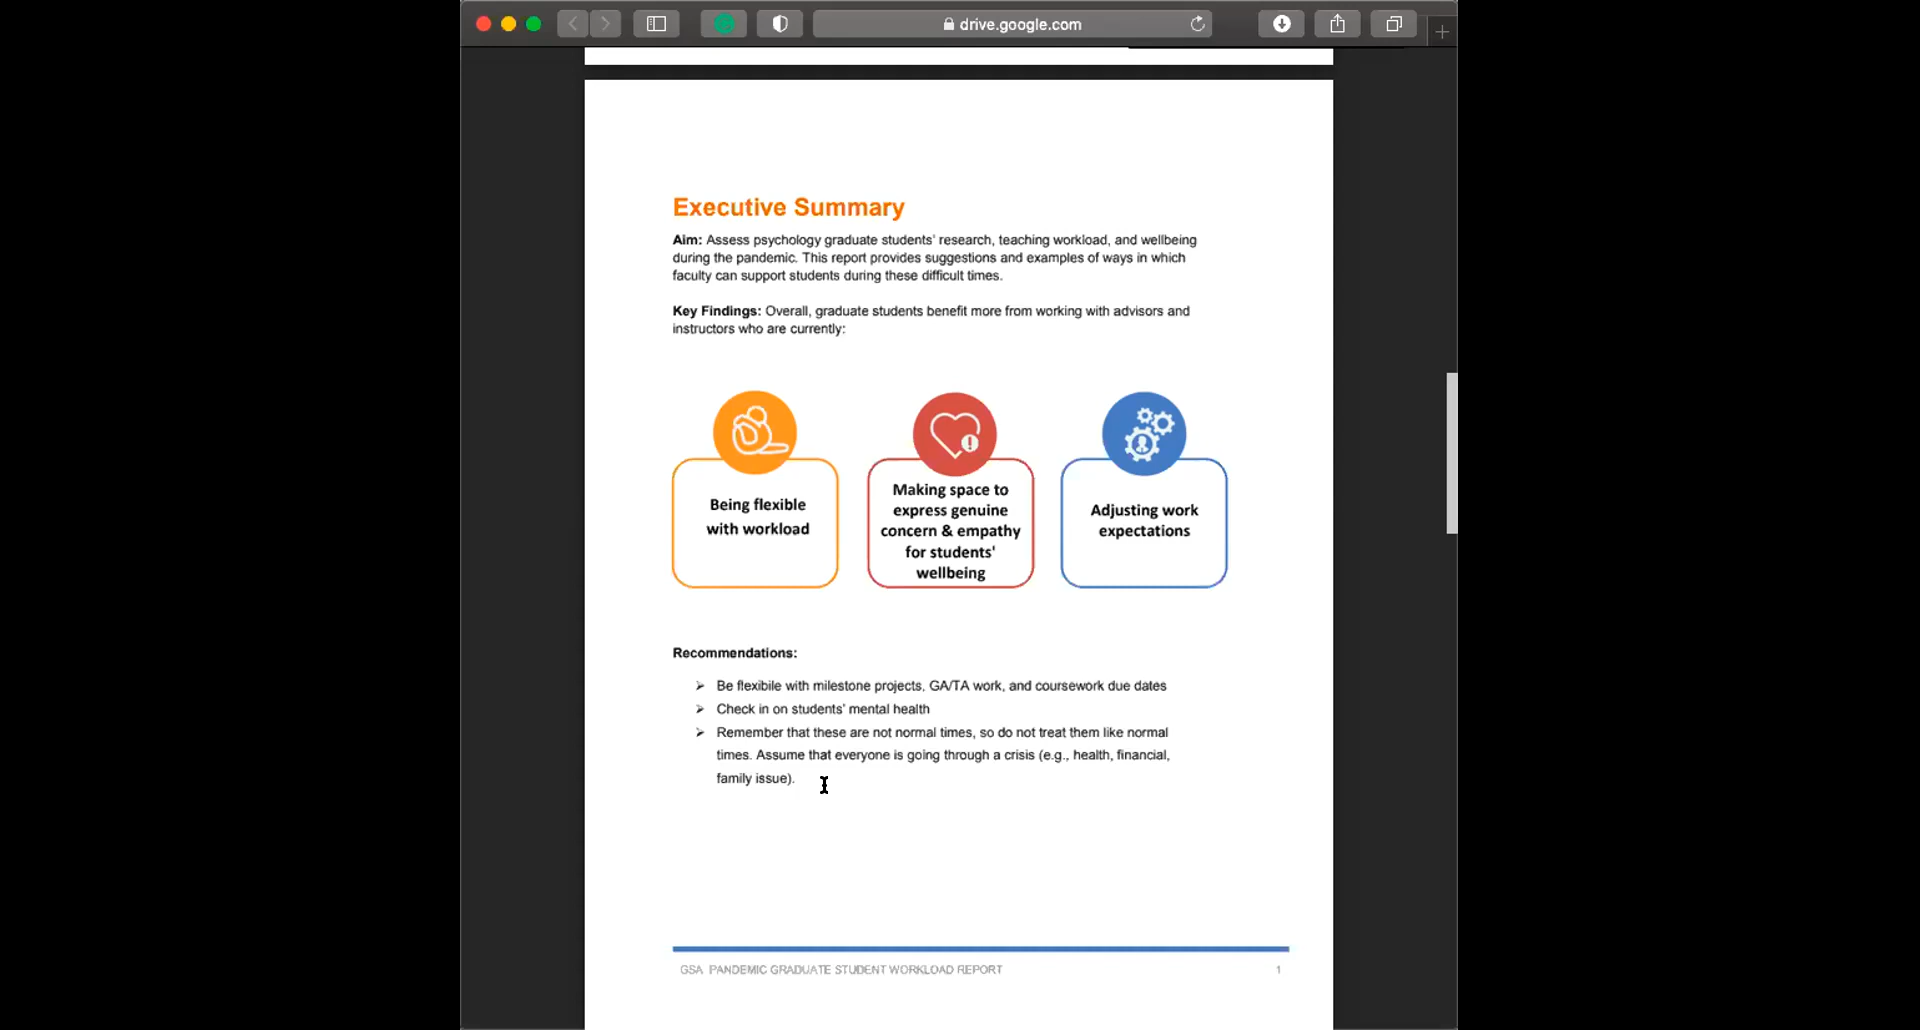 drive.google.com
Executive Summary
Aim: Assess psychology graduate students' research, teaching workload, and wellbeing
during the pandemic. This report provides suggestions and examples of ways in which
faculty can support students during these difficult times.
Key Findings: Overall, graduate students benefit more from working with advisors and
instructors who are currently:
Being flexible
with workload
Making space to
express genuine
concern & empathy
for students'
wellbeing
Adjusting work
expectations
Recommendations:
➢ Be flexibile with milestone projects, GA/TA work, and coursework due dates
➢ Check in on students' mental health
➢ Remember that these are not normal times, so do not treat them like normal
times. Assume that everyone is going through a crisis (e.g., health, financial,
family issue).
GSA PANDEMIC GRADUATE STUDENT WORKLOAD REPORT 1